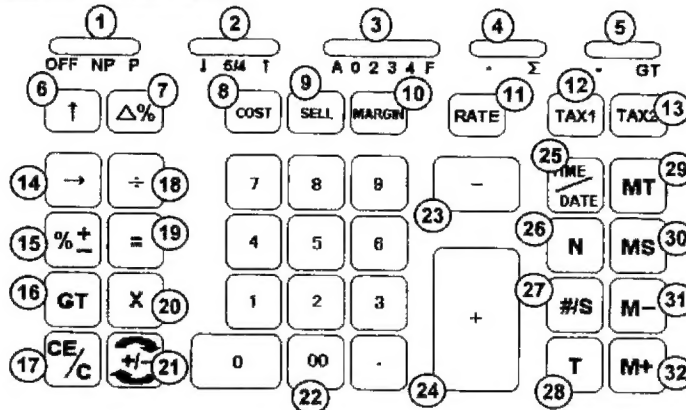 1 2 3 4 5
OFF NP P ↓ 5/4 ↑ A 0 2 3 4 F · Σ · GT
6 7 8 9 10 11 12 13
↑ △% COST SELL MARGIN RATE TAX1 TAX2
14 → ÷ 18 7 8 9 − 23 25 TIME/DATE MT 29
15 %± = 19 4 5 6 26 N MS 30
16 GT X 20 1 2 3 + 27 #/S M− 31
17 CE/C +/− 21 0 00 · 22 24 28 T M+ 32